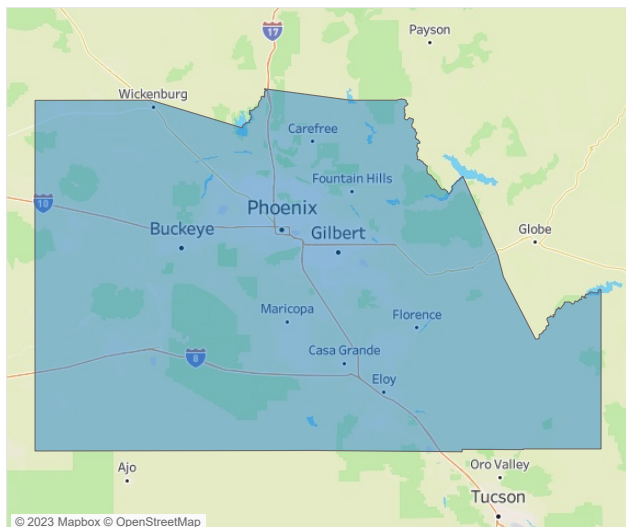 17
Payson
Wickenburg
Carefree
Fountain Hills
10
Phoenix
Globe
Buckeye
Gilbert
Maricopa
Florence
Casa Grande
8
Eloy
Ajo
Oro Valley
Tucson
© 2023 Mapbox © OpenStreetMap